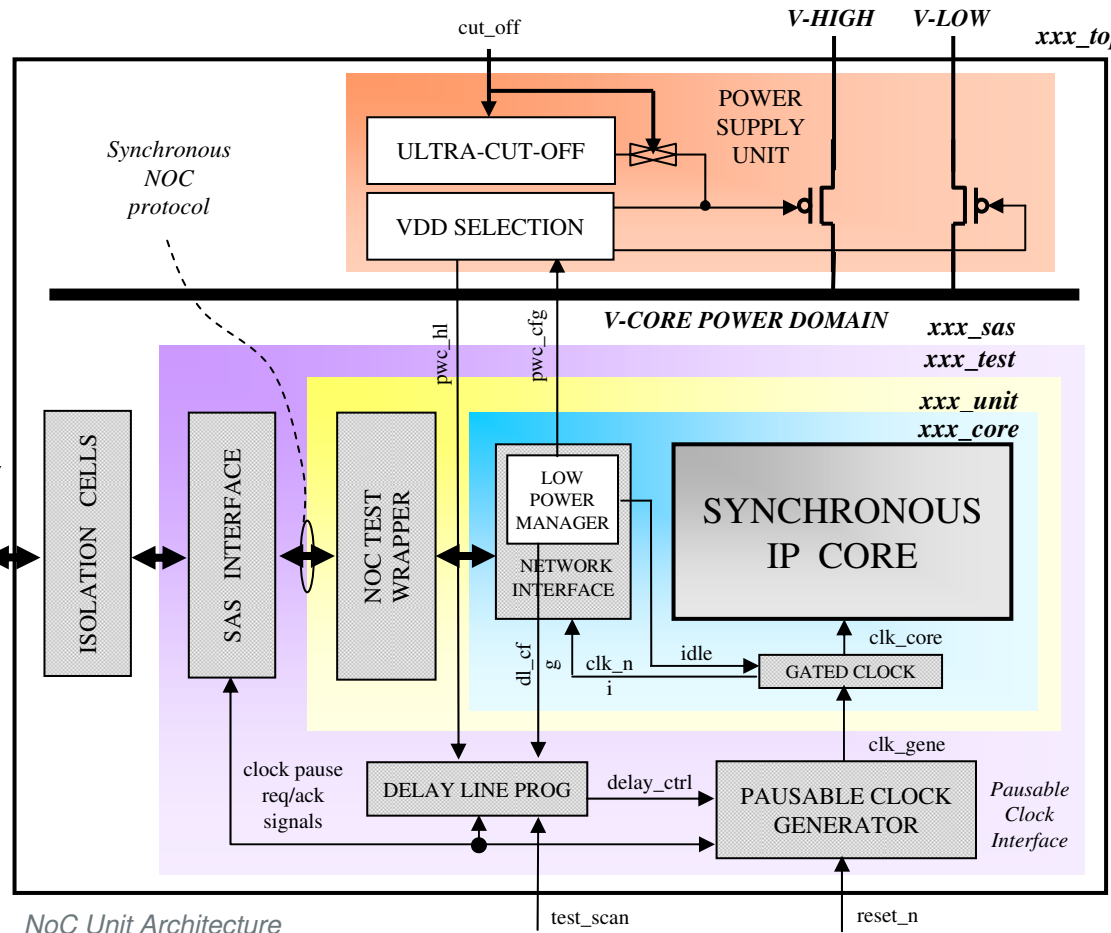 cut_off
V-HIGH
V-LOW
xxx_top
POWER
SUPPLY
UNIT
Synchronous
NOC
protocol
ULTRA-CUT-OFF
VDD SELECTION
V-CORE POWER DOMAIN
xxx_sas
xxx_test
pwc_hl
pwc_cfg
xxx_unit
xxx_core
ISOLATION CELLS
SAS INTERFACE
NOC TEST
WRAPPER
LOW
POWER
MANAGER
NETWORK
INTERFACE
SYNCHRONOUS
IP CORE
dl_cf
g
clk_n
i
idle
clk_core
GATED CLOCK
clk_gene
clock pause
req/ack
signals
DELAY LINE PROG
delay_ctrl
PAUSABLE CLOCK
GENERATOR
Pausable
Clock
Interface
NoC Unit Architecture
test_scan
reset_n